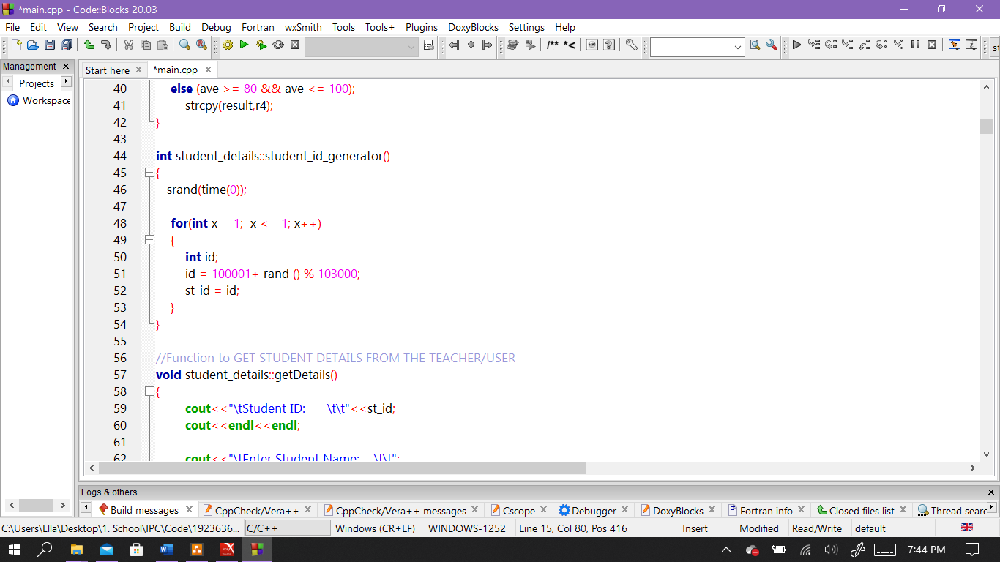 *main.cpp - Code::Blocks 20.03
File Edit View Search Project Build Debug Fortran wxSmith Tools Tools+ Plugins DoxyBlocks Settings Help
/** *<
Management
Projects
Workspace
Start here
*main.cpp
40 else (ave >= 80 && ave <= 100);
41 strcpy(result,r4);
42 }
43
44 int student_details::student_id_generator()
45 {
46 srand(time(0));
47
48 for(int x = 1;  x <= 1; x++)
49 {
50 int id;
51 id = 100001+ rand () % 103000;
52 st_id = id;
53 }
54 }
55
56 //Function to GET STUDENT DETAILS FROM THE TEACHER/USER
57 void student_details::getDetails()
58 {
59 cout<<"\tStudent ID:      \t\t"<<st_id;
60 cout<<endl<<endl;
61
62 cout<<"\tEnter Student Name:    \t\t";
Logs & others
Build messages CppCheck/Vera++ CppCheck/Vera++ messages Cscope Debugger DoxyBlocks Fortran info Closed files list Thread searc
C:\Users\Ella\Desktop\1. School\IPC\Code\1923636... C/C++ Windows (CR+LF) WINDOWS-1252 Line 15, Col 80, Pos 416 Insert Modified Read/Write default
7:44 PM